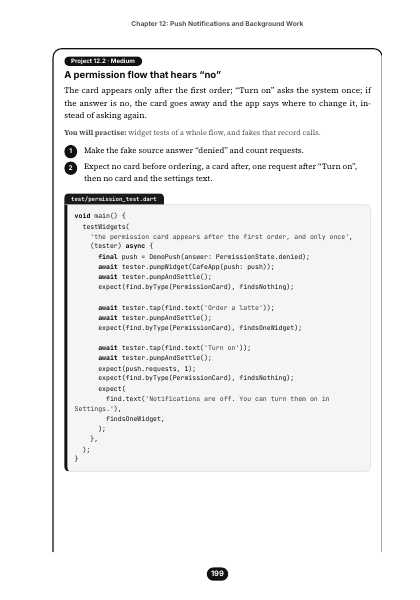 Chapter 12: Push Notifications and Background Work
Project 12.2 · Medium
A permission flow that hears “no”
The card appears only after the first order; “Turn on” asks the system once; if
the answer is no, the card goes away and the app says where to change it, in-
stead of asking again.
You will practise: widget tests of a whole flow, and fakes that record calls.
1 Make the fake source answer “denied” and count requests.
2 Expect no card before ordering, a card after, one request after “Turn on”,
then no card and the settings text.
test/permission_test.dart
void main() {
  testWidgets(
    'the permission card appears after the first order, and only once',
    (tester) async {
      final push = DemoPush(answer: PermissionState.denied);
      await tester.pumpWidget(CafeApp(push: push));
      await tester.pumpAndSettle();
      expect(find.byType(PermissionCard), findsNothing);

      await tester.tap(find.text('Order a latte'));
      await tester.pumpAndSettle();
      expect(find.byType(PermissionCard), findsOneWidget);

      await tester.tap(find.text('Turn on'));
      await tester.pumpAndSettle();
      expect(push.requests, 1);
      expect(find.byType(PermissionCard), findsNothing);
      expect(
        find.text('Notifications are off. You can turn them on in
Settings.'),
        findsOneWidget,
      );
    },
  );
}
199